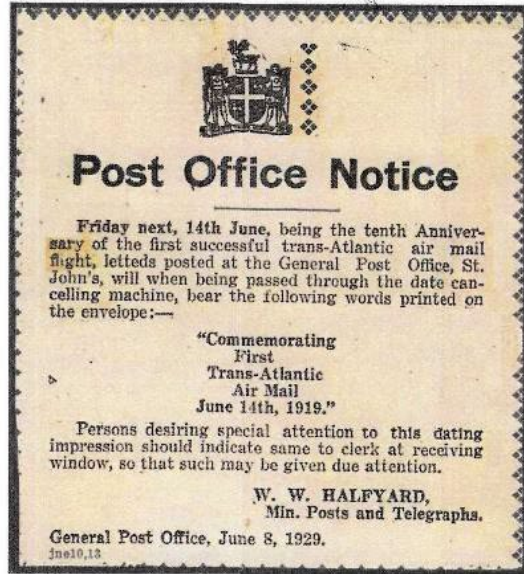 Post Office Notice
Friday next, 14th June, being the tenth Anniver-
sary of the first successful trans-Atlantic air mail
flight, letteds posted at the General Post Office, St.
John's, will when being passed through the date can-
celling machine, bear the following words printed on
the envelope:—
"Commemorating
First
Trans-Atlantic
Air Mail
June 14th, 1919."
Persons desiring special attention to this dating
impression should indicate same to clerk at receiving
window, so that such may be given due attention.
W. W. HALFYARD,
Min. Posts and Telegraphs.
General Post Office, June 8, 1929.
jne10,13